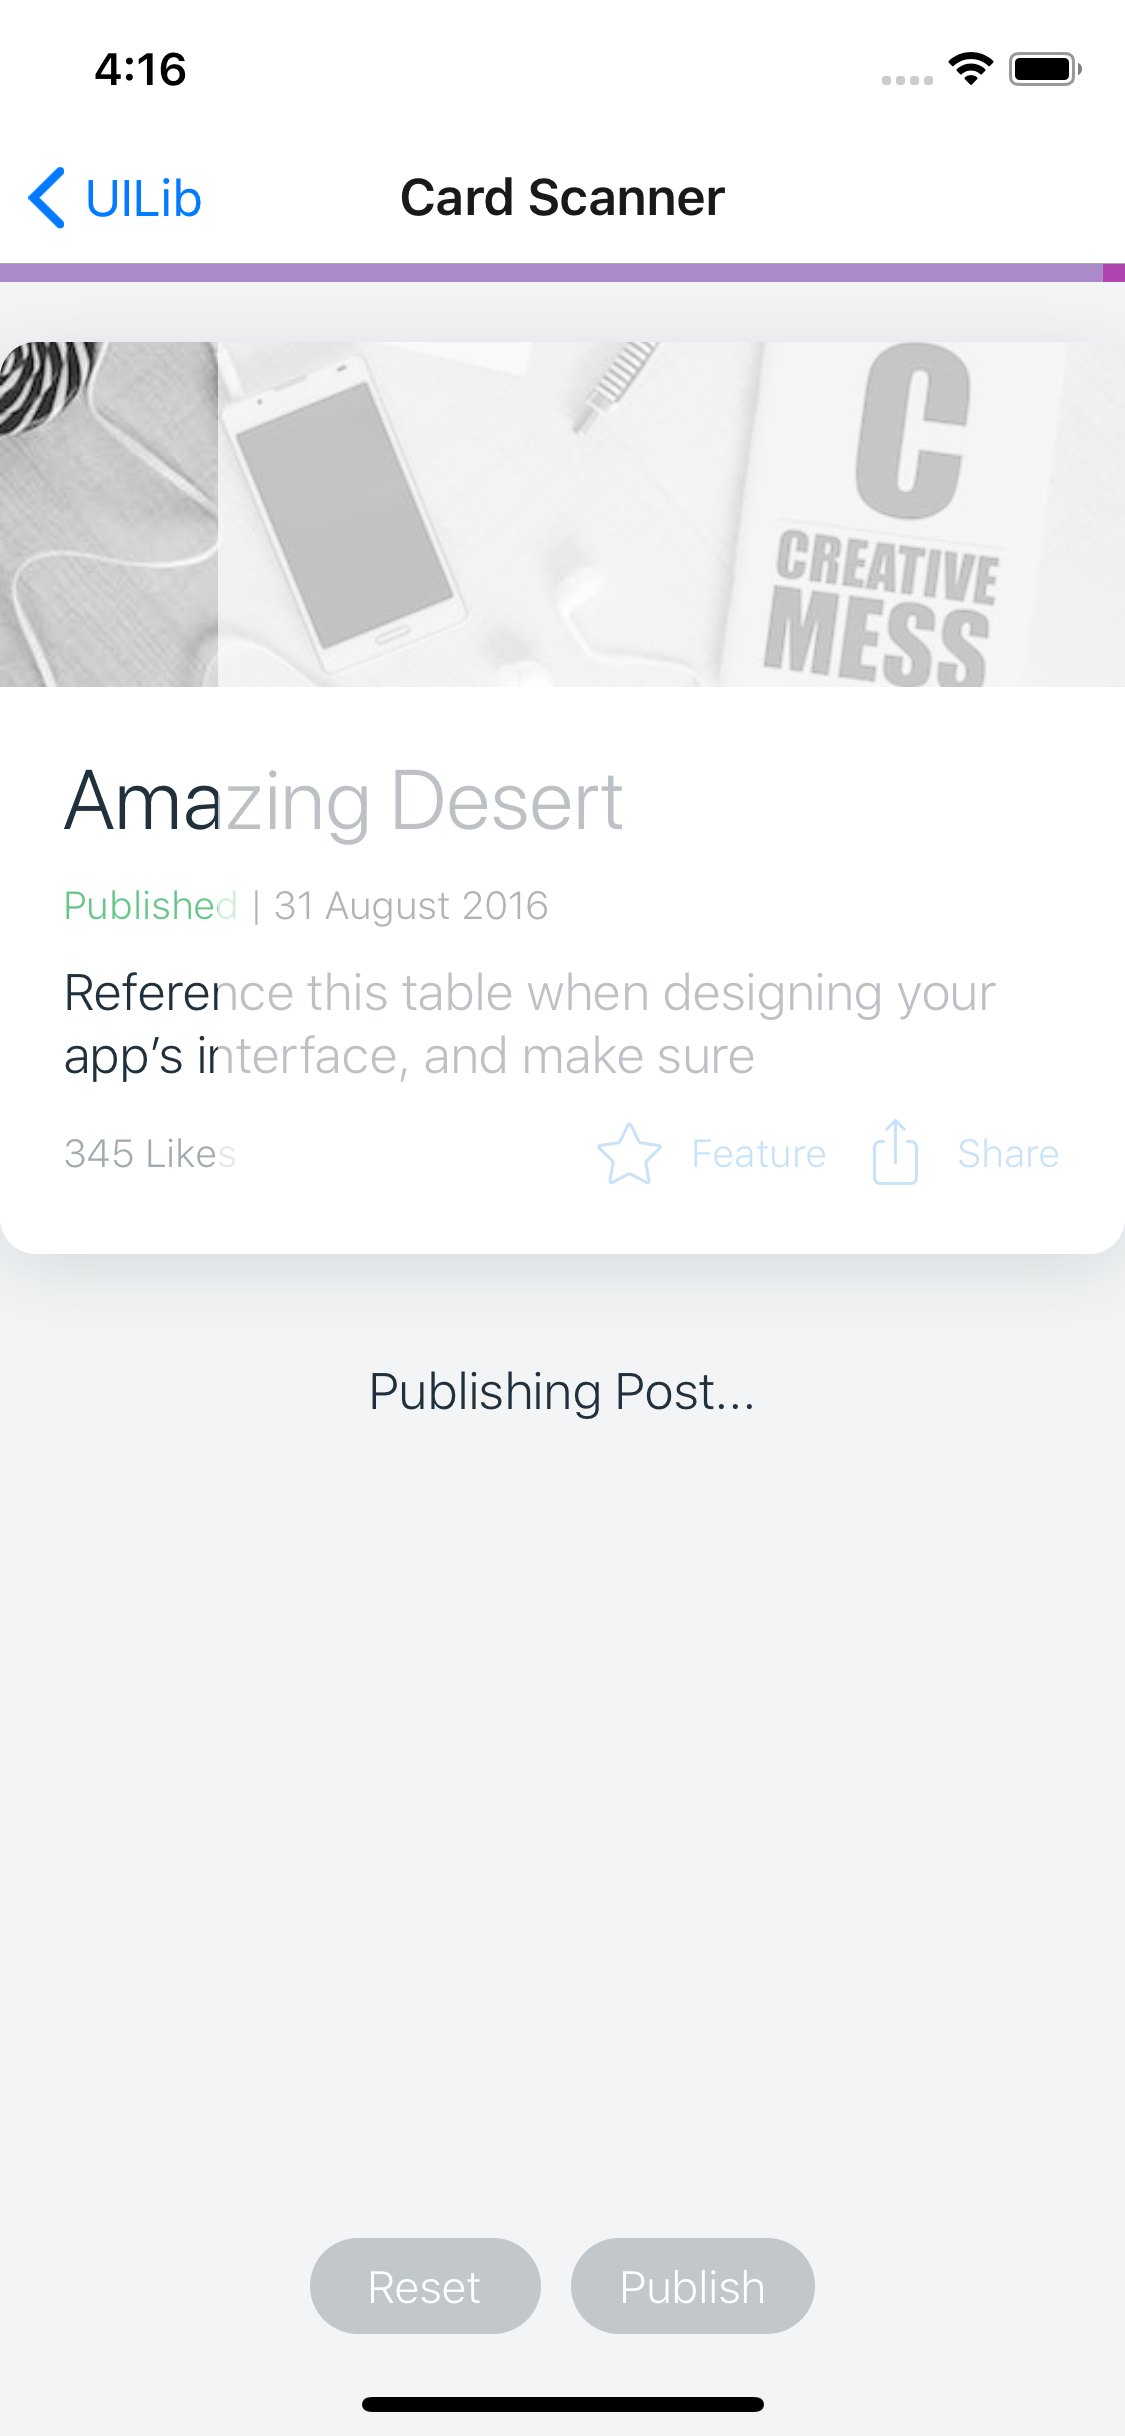 4:16
UILib
Card Scanner
C
CREATIVE
MESS
Amazing Desert
Published | 31 August 2016
Reference this table when designing your
app’s interface, and make sure
345 Likes
Feature
Share
Publishing Post...
Reset
Publish